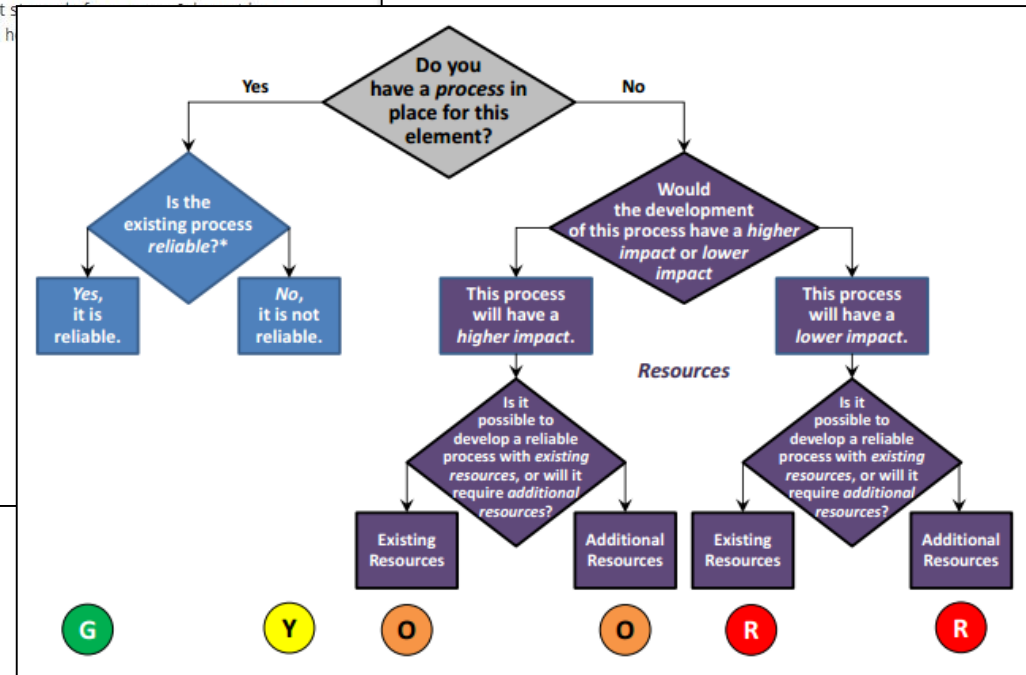 Do you
have a process in
place for this
element?
Yes
No
Is the
existing process
reliable?*
Would
the development
of this process have a higher
impact or lower
impact
Yes,
it is
reliable.
No,
it is not
reliable.
This process
will have a
higher impact.
This process
will have a
lower impact.
Resources
Is it
possible to
develop a reliable
process with existing
resources, or will it
require additional
resources?
Is it
possible to
develop a reliable
process with existing
resources, or will it
require additional
resources?
Existing
Resources
Additional
Resources
Existing
Resources
Additional
Resources
G
Y
O
O
R
R